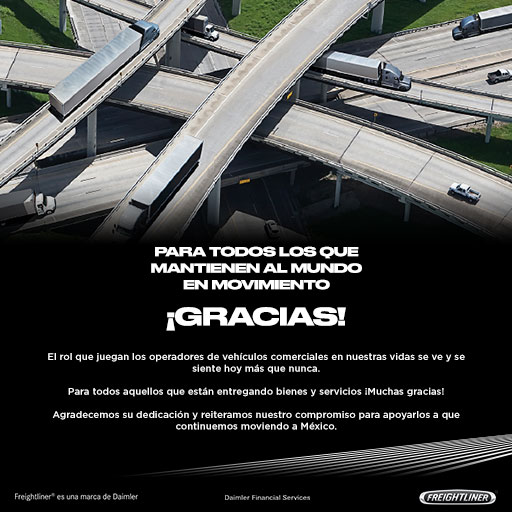 PARA TODOS LOS QUE
MANTIENEN AL MUNDO
EN MOVIMIENTO
¡GRACIAS!
El rol que juegan los operadores de vehículos comerciales en nuestras vidas se ve y se
siente hoy más que nunca.
Para todos aquellos que están entregando bienes y servicios ¡Muchas gracias!
Agradecemos su dedicación y reiteramos nuestro compromiso para apoyarlos a que
continuemos moviendo a México.
Freightliner® es una marca de Daimler
Daimler Financial Services
FREIGHTLINER